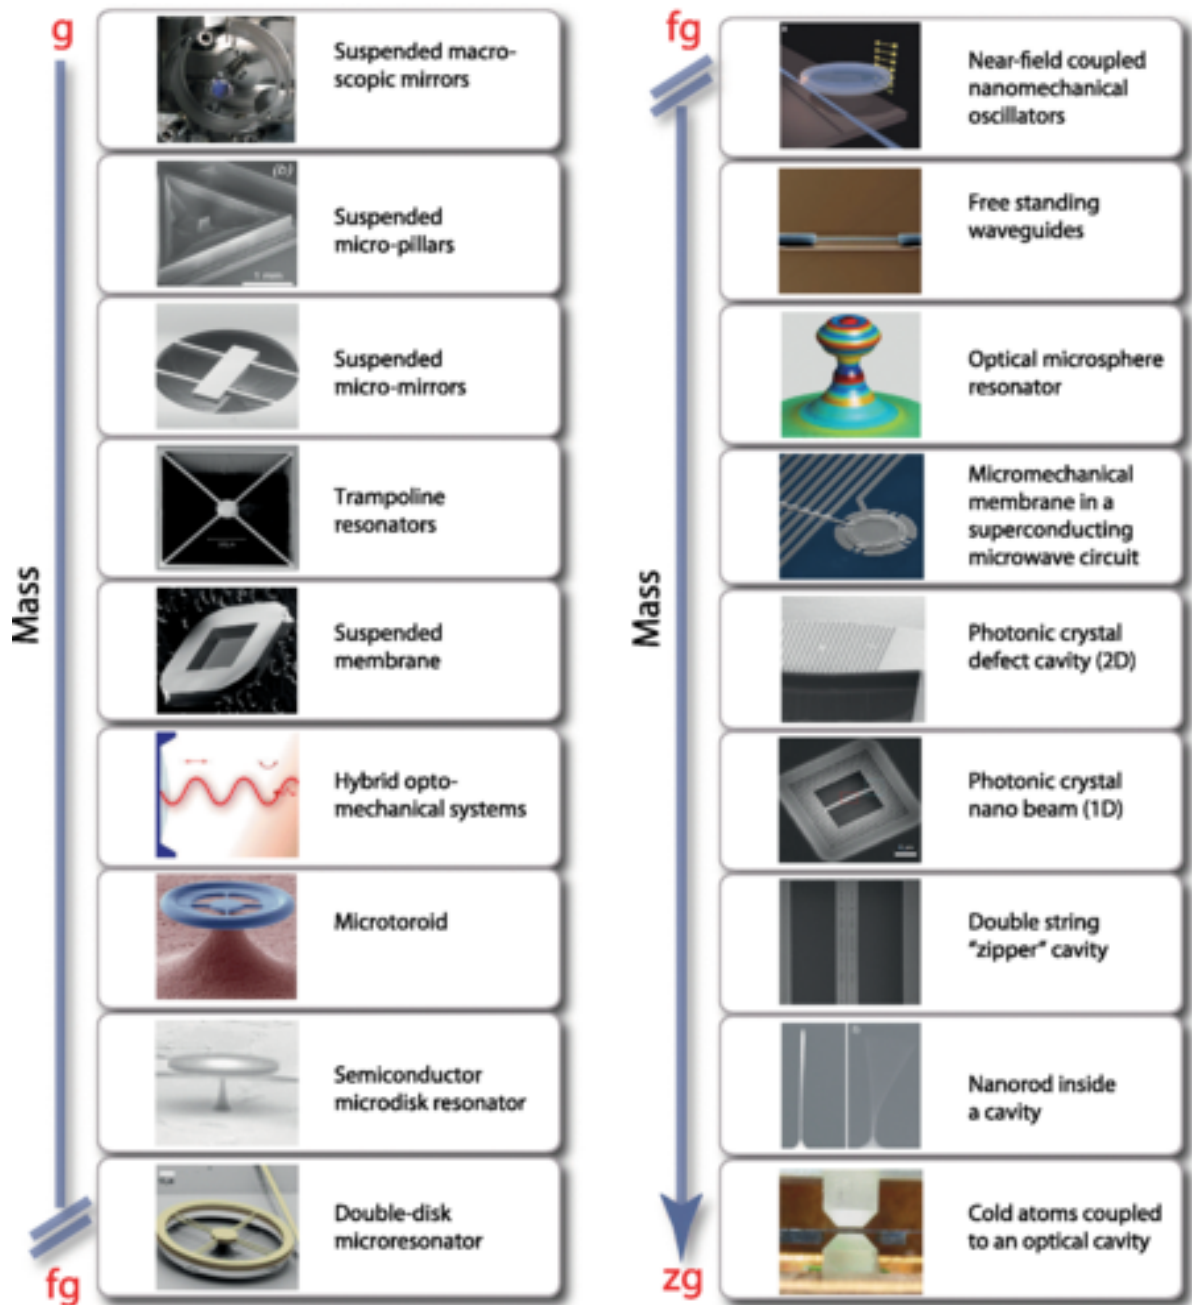 g
Suspended macro-
scopic mirrors
(b)
1 mm
Suspended
micro-pillars
Suspended
micro-mirrors
Trampoline
resonators
Mass
Suspended
membrane
Hybrid opto-
mechanical systems
Microtoroid
Semiconductor
microdisk resonator
Double-disk
microresonator
fg
fg
Near-field coupled
nanomechanical
oscillators
Free standing
waveguides
Optical microsphere
resonator
Micromechanical
membrane in a
superconducting
microwave circuit
Mass
Photonic crystal
defect cavity (2D)
Photonic crystal
nano beam (1D)
Double string
“zipper” cavity
Nanorod inside
a cavity
Cold atoms coupled
to an optical cavity
zg